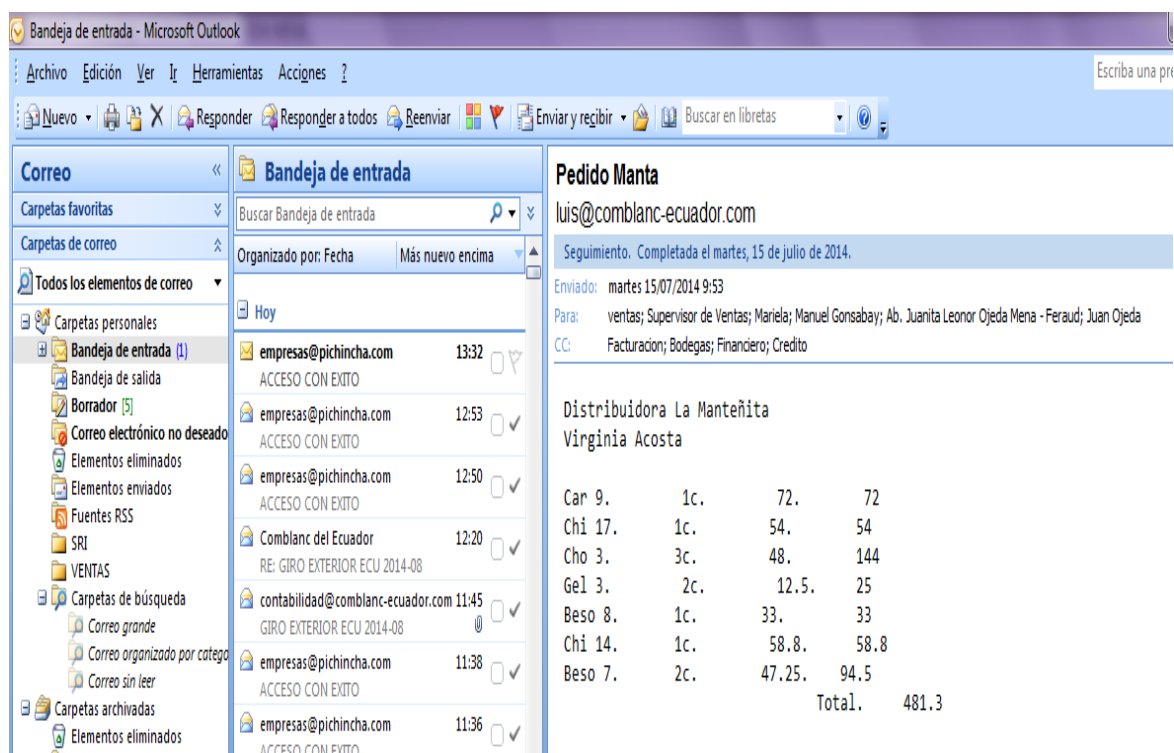 Bandeja de entrada - Microsoft Outlook
Archivo Edición Ver Ir Herramientas Acciones ?
Escriba una pre
Nuevo Responder Responder a todos Reenviar Enviar y recibir Buscar en libretas
Correo
Carpetas favoritas
Carpetas de correo
Todos los elementos de correo
Carpetas personales
Bandeja de entrada (1)
Bandeja de salida
Borrador [5]
Correo electrónico no deseado
Elementos eliminados
Elementos enviados
Fuentes RSS
SRI
VENTAS
Carpetas de búsqueda
Correo grande
Correo organizado por catego
Correo sin leer
Carpetas archivadas
Elementos eliminados
Bandeja de entrada
Buscar Bandeja de entrada
Organizado por: Fecha Más nuevo encima
Hoy
empresas@pichincha.com 13:32
ACCESO CON EXITO
empresas@pichincha.com 12:53
ACCESO CON EXITO
empresas@pichincha.com 12:50
ACCESO CON EXITO
Comblanc del Ecuador 12:20
RE: GIRO EXTERIOR ECU 2014-08
contabilidad@comblanc-ecuador.com 11:45
GIRO EXTERIOR ECU 2014-08
empresas@pichincha.com 11:38
ACCESO CON EXITO
empresas@pichincha.com 11:36
ACCESO CON EXITO
Pedido Manta
luis@comblanc-ecuador.com
Seguimiento. Completada el martes, 15 de julio de 2014.
Enviado: martes 15/07/2014 9:53
Para: ventas; Supervisor de Ventas; Mariela; Manuel Gonsabay; Ab. Juanita Leonor Ojeda Mena - Feraud; Juan Ojeda
CC: Facturacion; Bodegas; Financiero; Credito
Distribuidora La Manteñita
Virginia Acosta
Car 9. 1c. 72. 72
Chi 17. 1c. 54. 54
Cho 3. 3c. 48. 144
Gel 3. 2c. 12.5. 25
Beso 8. 1c. 33. 33
Chi 14. 1c. 58.8. 58.8
Beso 7. 2c. 47.25. 94.5
Total. 481.3